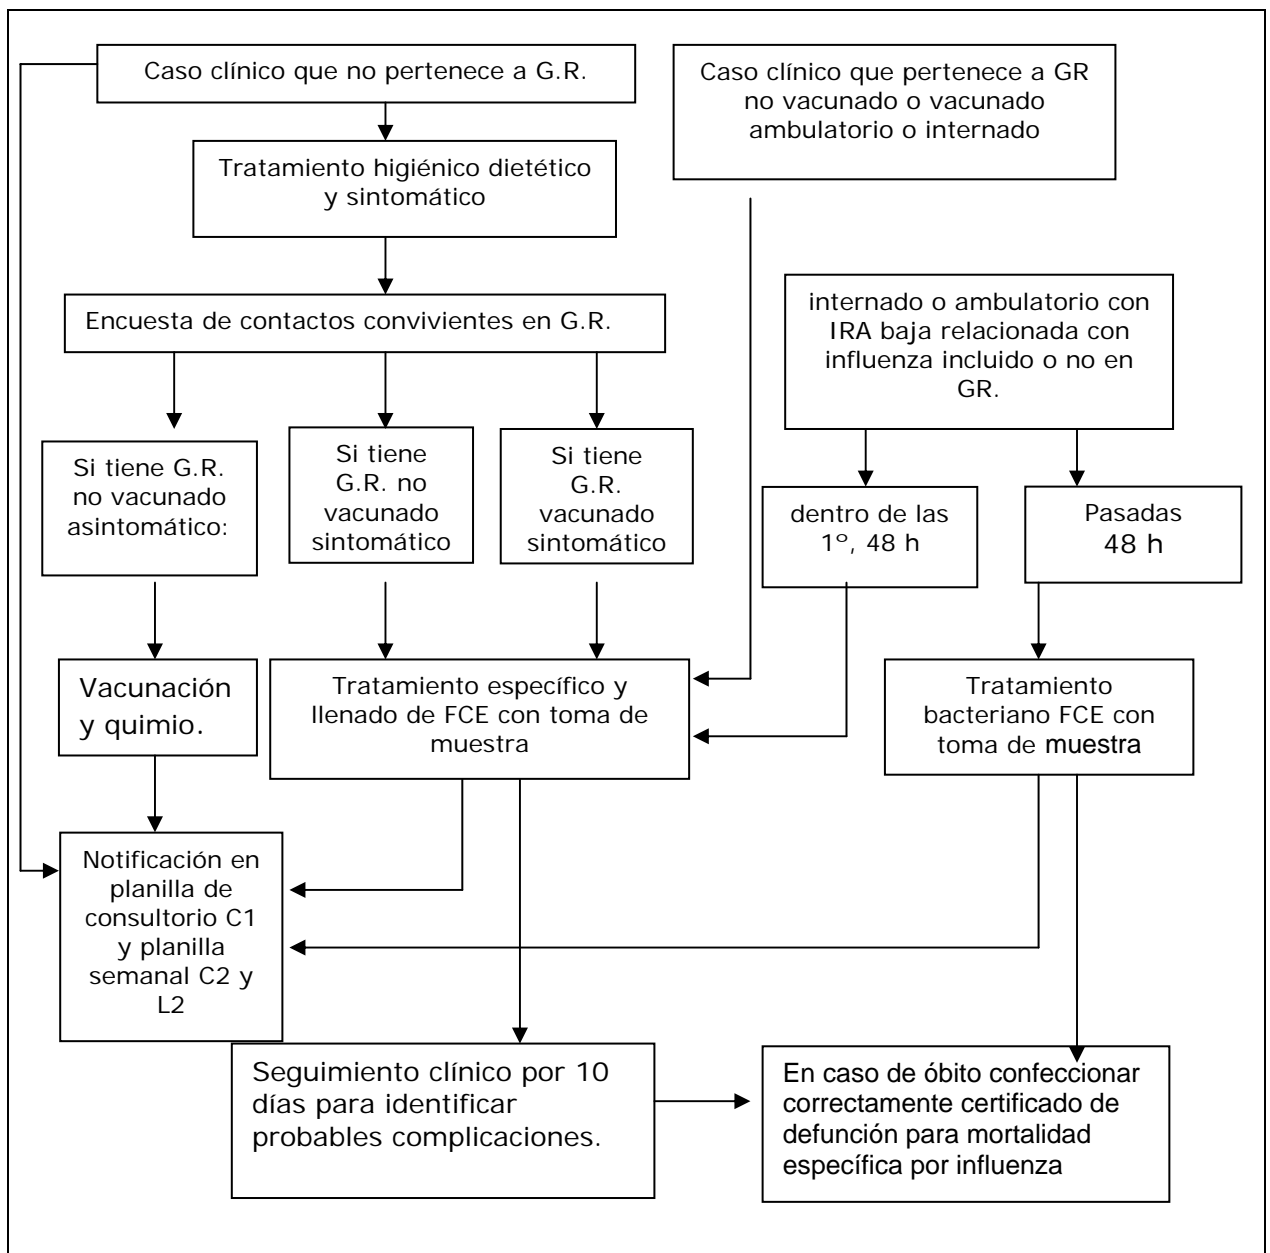 Caso clínico que no pertenece a G.R.
Caso clínico que pertenece a GR
no vacunado o vacunado
ambulatorio o internado
Tratamiento higiénico dietético
y sintomático
Encuesta de contactos convivientes en G.R.
internado o ambulatorio con
IRA baja relacionada con
influenza incluido o no en
GR.
Si tiene G.R.
no vacunado
asintomático:
Si tiene
G.R. no
vacunado
sintomático
Si tiene
G.R.
vacunado
sintomático
dentro de las
1º, 48 h
Pasadas
48 h
Vacunación
y quimio.
Tratamiento específico y
llenado de FCE con toma de
muestra
Tratamiento
bacteriano FCE con
toma de muestra
Notificación en
planilla de
consultorio C1
y planilla
semanal C2 y
L2
Seguimiento clínico por 10
días para identificar
probables complicaciones.
En caso de óbito confeccionar
correctamente certificado de
defunción para mortalidad
específica por influenza